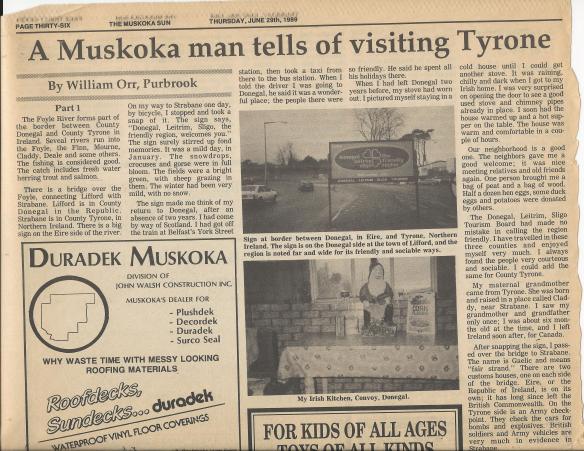 PAGE THIRTY-SIX
THE MUSKOKA SUN
THURSDAY, JUNE 29th, 1989
A Muskoka man tells of visiting Tyrone
By William Orr, Purbrook
Part 1
The Foyle River forms part of the
border between County
Donegal and County Tyrone in
Ireland. Several rivers run into
the Foyle, the Finn, Mourne,
Claddy, Deale and some others.
The fishing is considered good.
The catch includes fresh water
herring trout and salmon.
There is a bridge over the
Foyle, connecting Lifford with
Strabane. Lifford is in County
Donegal in the Republic.
Strabane is in County Tyrone, in
Northern Ireland. There is a big
sign on the Eire side of the river.
On my way to Strabane one day,
by bicycle, I stopped and took a
snap of it. The sign says,
"Donegal, Leitrim, Sligo, the
friendly region, welcomes you."
The sign surely stirred up fond
memories. It was a mild day, in
January. The snowdrops,
crocuses and gorse were in full
bloom. The fields were a bright
green, with sheep grazing in
them. The winter had been very
mild, with no snow.
The sign made me think of my
return to Donegal, after an
absence of two years. I had come
by way of Scotland. I had got off
the train at Belfast's York Street
station, then took a taxi from
there to the bus station. When I
told the driver I was going to
Donegal, he said it was a wonder-
ful place; the people there were
so friendly. He said he spent all
his holidays there.
When I had left Donegal two
years before, my stove had worn
out. I pictured myself staying in a
cold house until I could get
another stove. It was raining,
chilly and dark when I got to my
Irish home. I was very surprised
on opening the door to see a good
used stove and chimney pipes
already in place. I soon had the
house warmed up and a hot sup-
per on the table. The house was
warm and comfortable in a cou-
ple of hours.
Our neighborhood is a good
one. The neighbors gave me a
good welcome; it was nice
meeting relatives and old friends
again. One person brought me a
bag of peat and a bag of wood.
Half a dozen hen eggs, some duck
eggs and potatoes were donated
by others.
The Donegal, Leitrim, Sligo
Tourism Board had made no
mistake in calling the region
friendly. I have travelled in those
three counties and enjoyed
myself very much. I always
found the people very courteous
and sociable. I could add the
same for County Tyrone.
My maternal grandmother
came from Tyrone. She was born
and raised in a place called Clad-
dy, near Strabane. I saw my
grandmother and grandfather
only once; I was about six mon-
ths old at the time, and I left
Ireland soon after, for Canada.
After snapping the sign, I pass-
ed over the bridge to Strabane.
The name is Gaelic and means
"fair strand." There are two
customs houses, one on each side
of the bridge. Eire, or the
Republic of Ireland, is on its
own; it has long since left the
British Commonwealth. On the
Tyrone side is an Army check-
point. They check the cars for
bombs and explosives. British
soldiers and Army vehicles are
very much in evidence in
Strabane.
Sign at border between Donegal, in Eire, and Tyrone, Northern
Ireland. The sign is on the Donegal side at the town of Lifford, and the
region is noted far and wide for its friendly and sociable ways.
My Irish Kitchen, Convoy, Donegal.
DURADEK MUSKOKA
DIVISION OF
JOHN WALSH CONSTRUCTION INC.
MUSKOKA'S DEALER FOR
- Plushdek
- Decordek
- Duradek
- Surco Seal
WHY WASTE TIME WITH MESSY LOOKING
ROOFING MATERIALS
Roofdecks,
Sundecks... duradek
WATERPROOF VINYL FLOOR COVERINGS
FOR KIDS OF ALL AGES
TOYS OF ALL KINDS